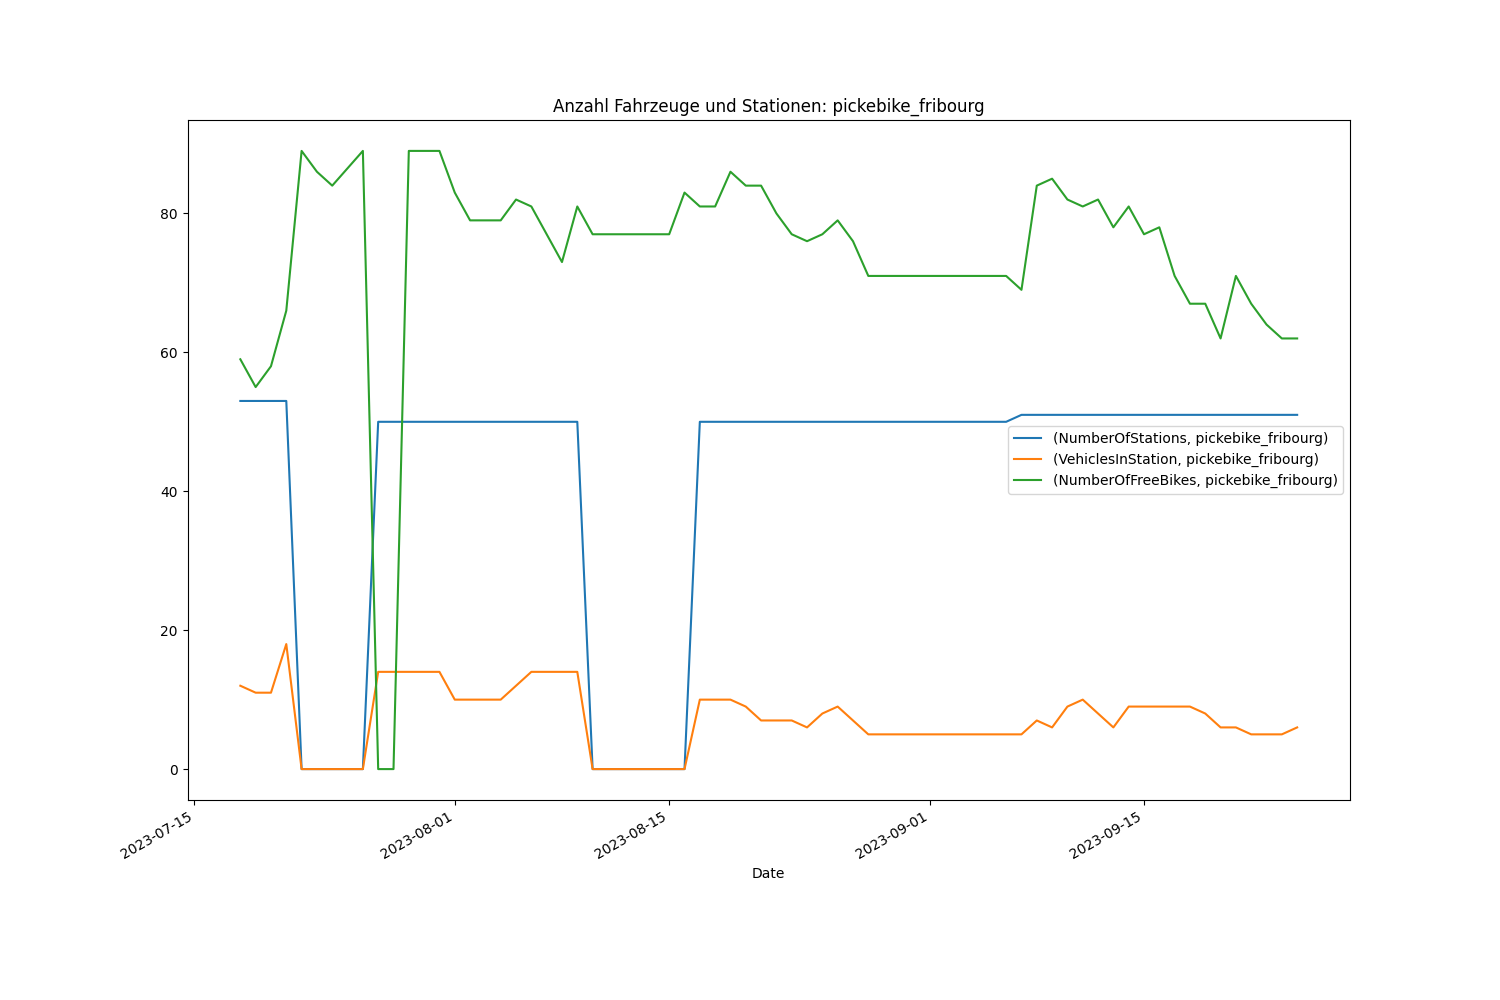 Anzahl Fahrzeuge und Stationen: pickebike_fribourg
80
60
40
20
0
(NumberOfStations, pickebike_fribourg)
(VehiclesInStation, pickebike_fribourg)
(NumberOfFreeBikes, pickebike_fribourg)
2023-07-15
2023-08-01
2023-08-15
2023-09-01
2023-09-15
Date